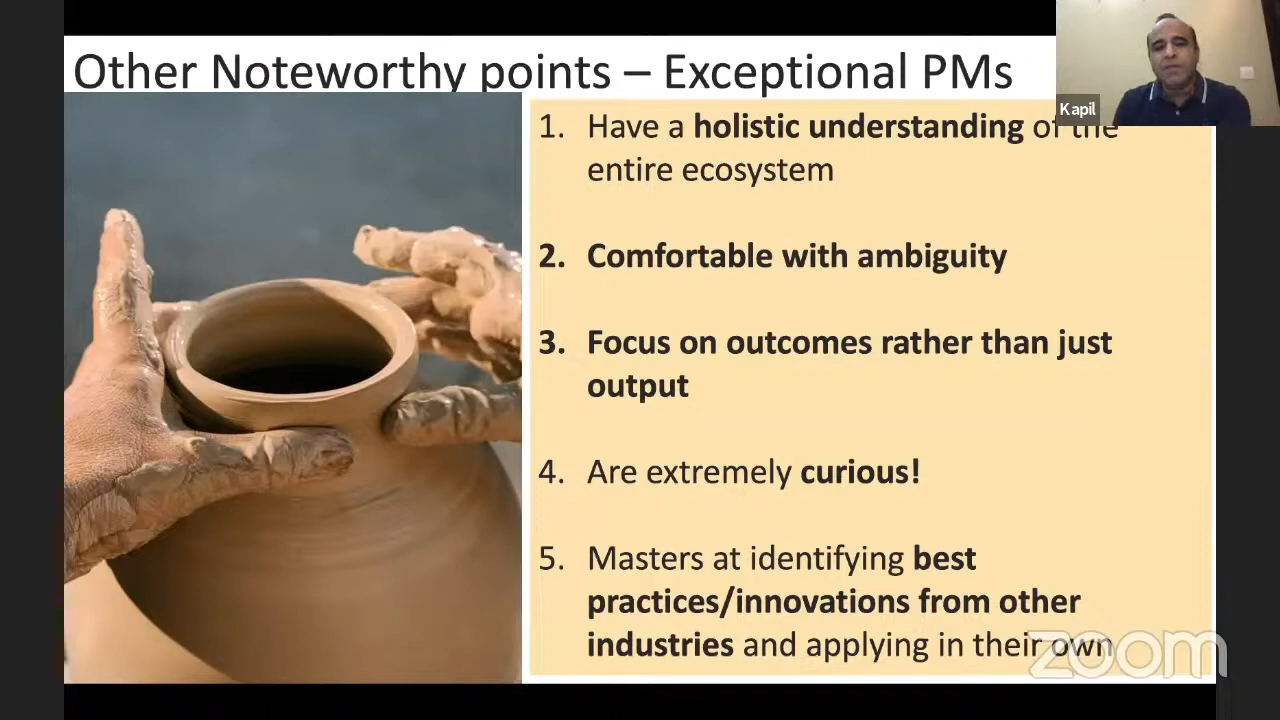 Other Noteworthy points – Exceptional PMs
Kapil
1. Have a holistic understanding of the
entire ecosystem
2. Comfortable with ambiguity
3. Focus on outcomes rather than just
output
4. Are extremely curious!
5. Masters at identifying best
practices/innovations from other
industries and applying in their own
zoom